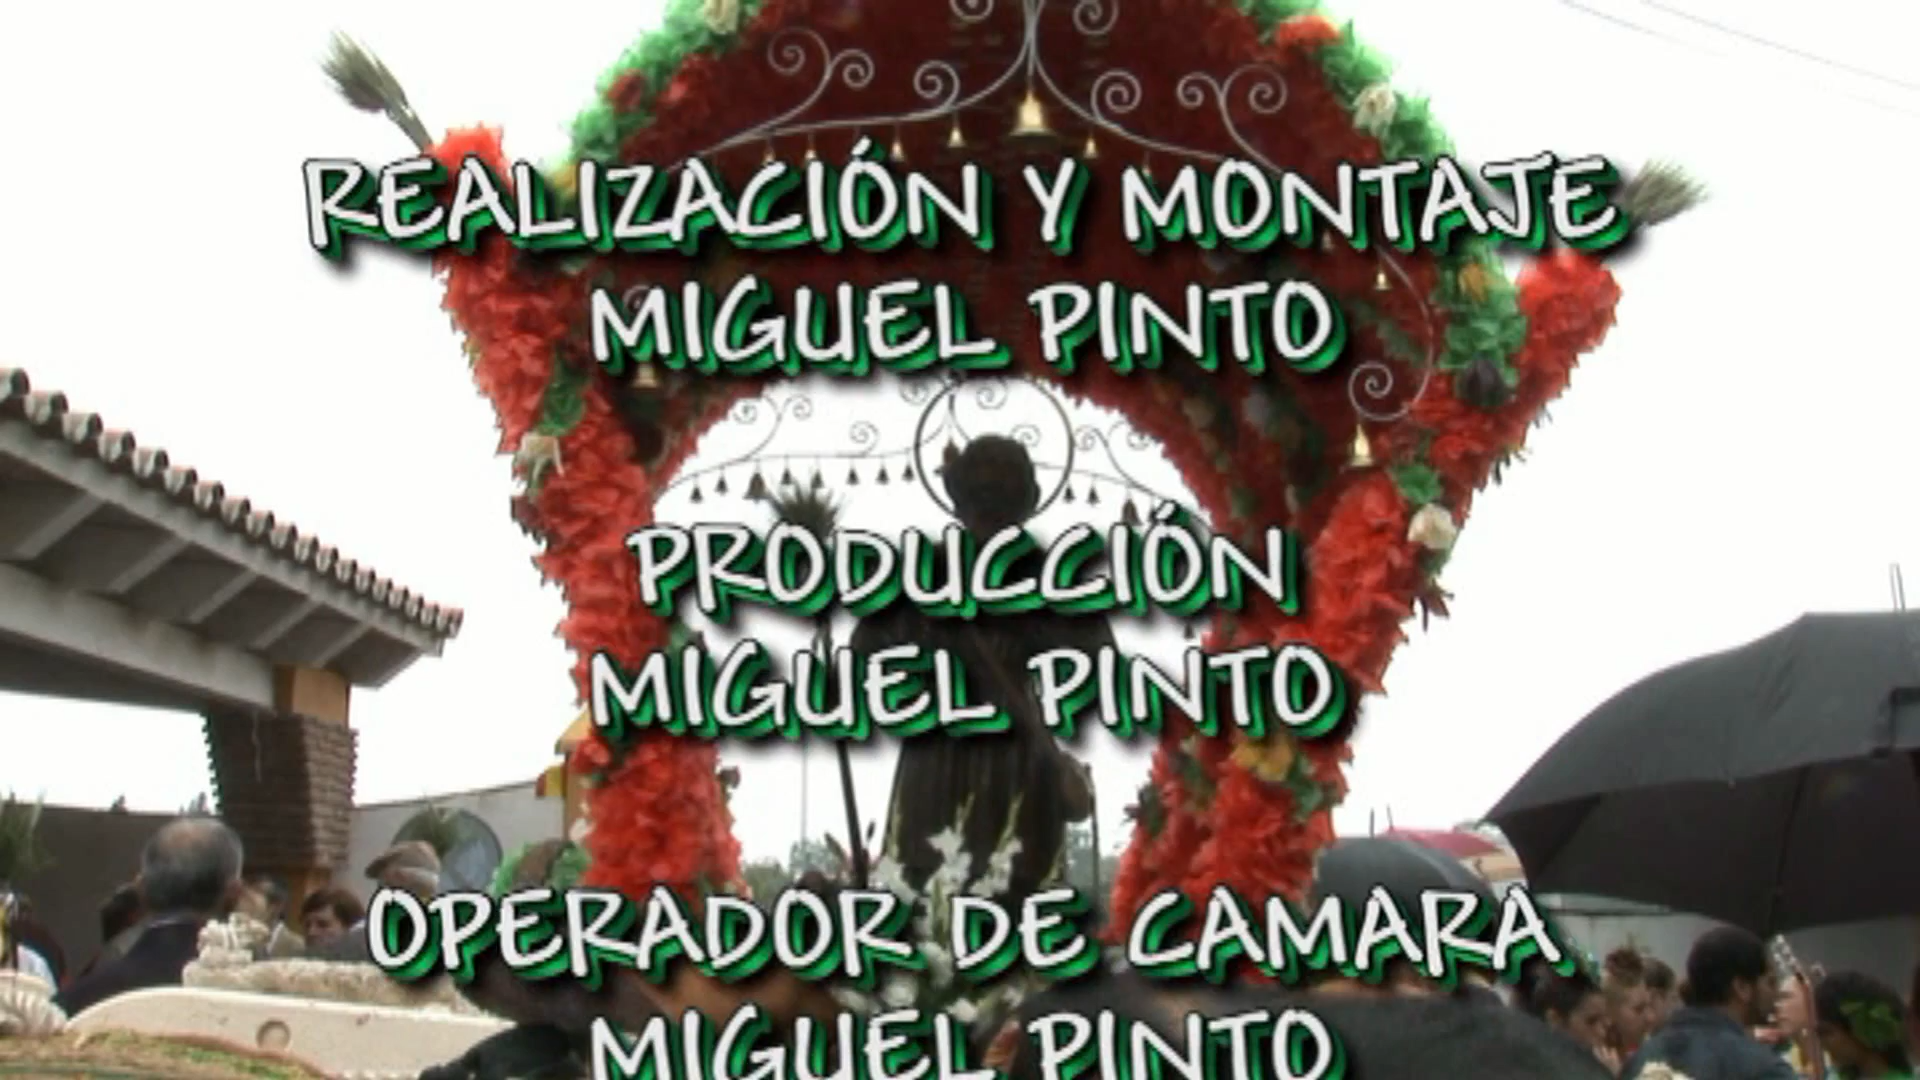 REALIZACIÓN Y MONTAJE
MIGUEL PINTO
PRODUCCIÓN
MIGUEL PINTO
OPERADOR DE CAMARA
MIGUEL PINTO